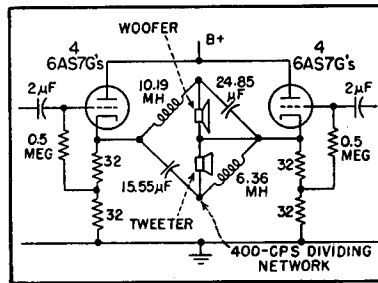 B+
WOOFER
4
6AS7G's
4
6AS7G's
10.19
MH
24.85
µF
2µF
2µF
0.5
MEG
0.5
MEG
32
32
15.55µF
6.36
MH
32
32
TWEETER
400-CPS DIVIDING
NETWORK